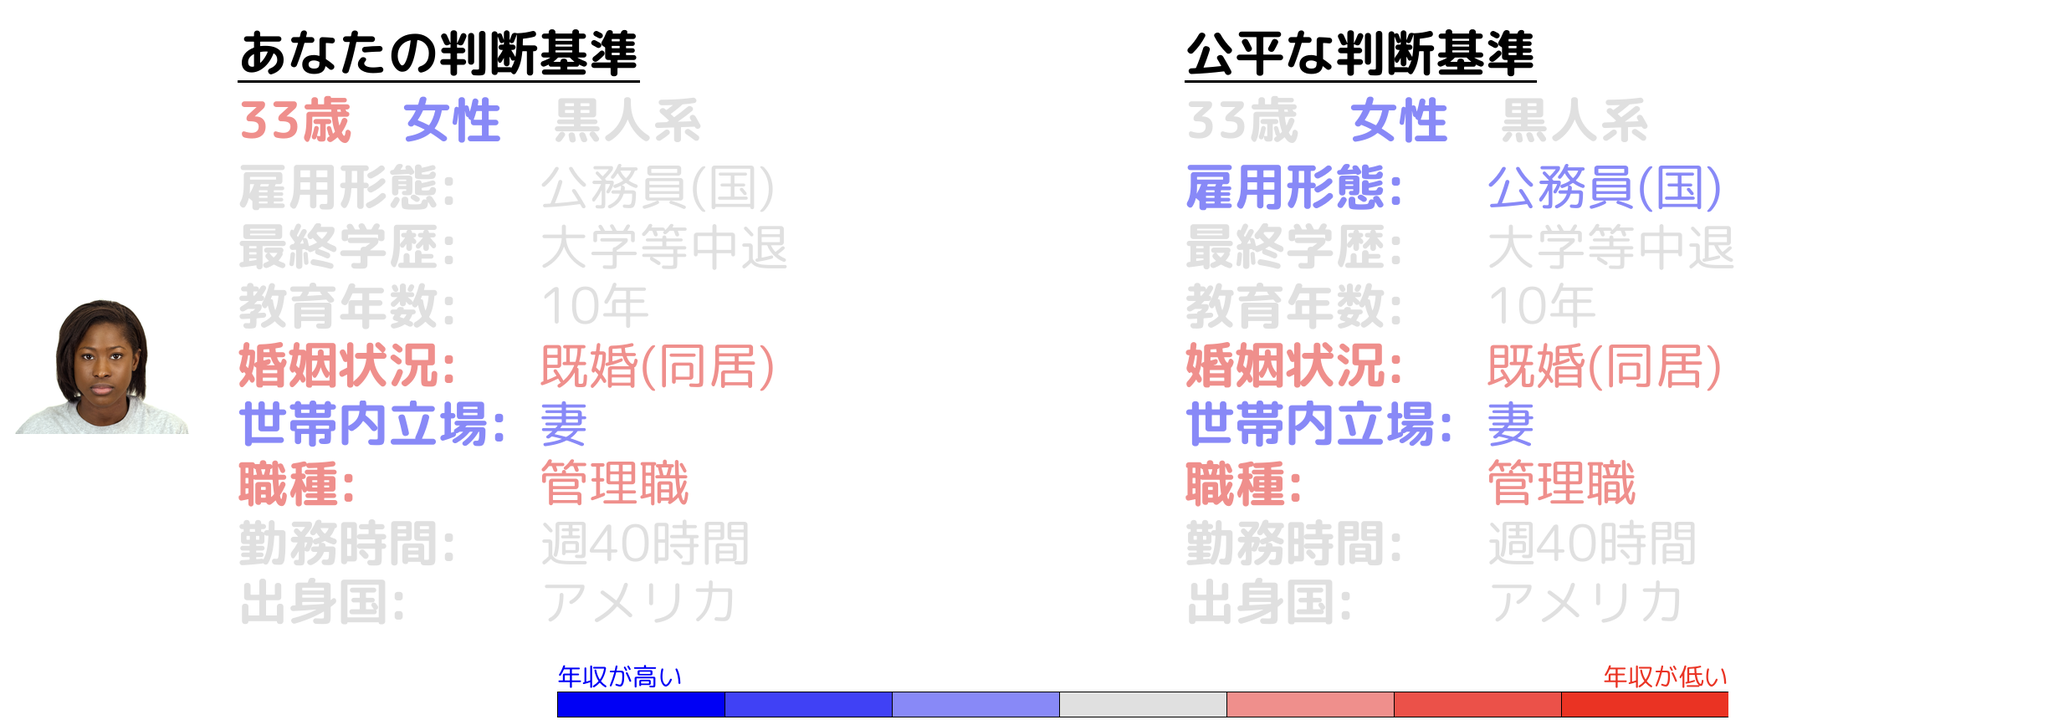 あなたの判断基準
33歳 女性 黒人系
雇用形態: 公務員(国)
最終学歴: 大学等中退
教育年数: 10年
婚姻状況: 既婚(同居)
世帯内立場: 妻
職種: 管理職
勤務時間: 週40時間
出身国: アメリカ
公平な判断基準
33歳 女性 黒人系
雇用形態: 公務員(国)
最終学歴: 大学等中退
教育年数: 10年
婚姻状況: 既婚(同居)
世帯内立場: 妻
職種: 管理職
勤務時間: 週40時間
出身国: アメリカ
年収が高い
年収が低い